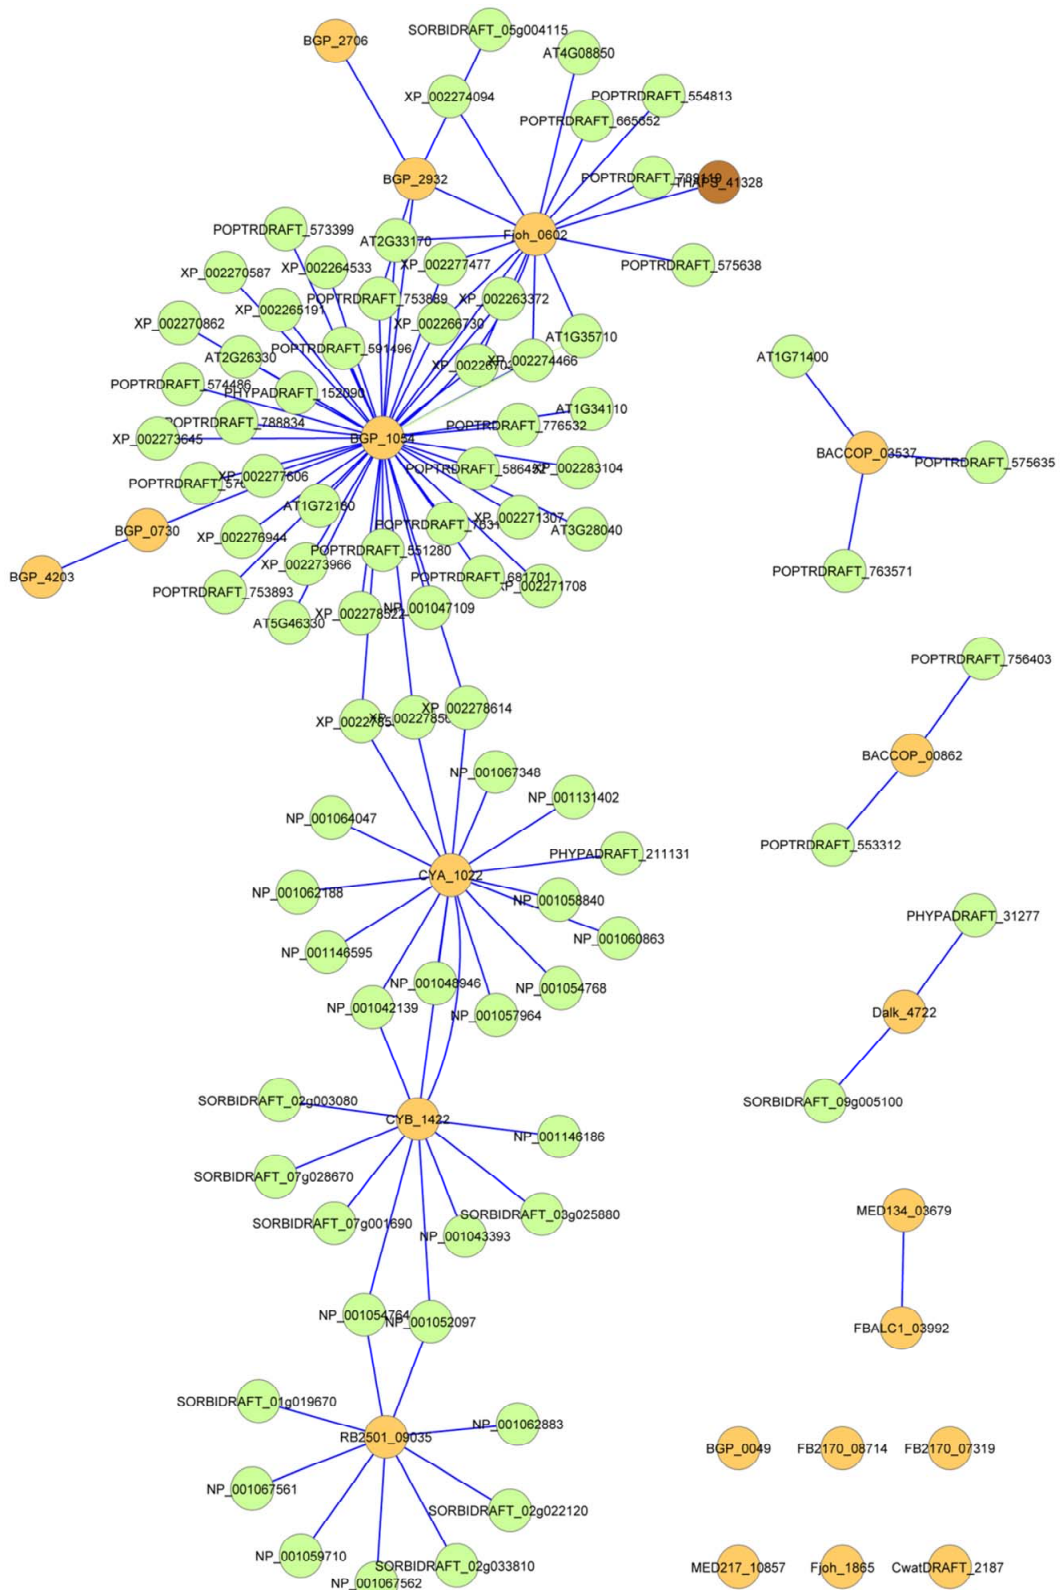 SORBIDRAFT_05g004115
BGP_2706
AT4G08850
XP_002274094
POPTRDRAFT_554813
POPTRDRAFT_665652
BGP_2932
THAPS_41328
POPTRDRAFT_573399
AT2G33170
Fjoh_0602
XP_002270587
XP_002264533
XP_002277477
POPTRDRAFT_575638
XP_002265191
POPTRDRAFT_753889
XP_002263372
XP_002270862
XP_002266730
AT1G35710
POPTRDRAFT_591496
AT2G26330
XP_002274466
AT1G71400
POPTRDRAFT_574486
PHYPADRAFT_152090
AT1G34110
POPTRDRAFT_788834
POPTRDRAFT_776532
XP_002273645
BGP_1054
BACCOP_03537
POPTRDRAFT_575635
XP_002277606
XP_002283104
AT1G72180
BGP_0730
XP_002271307
AT3G28040
XP_002276944
POPTRDRAFT_551280
XP_002273966
BGP_4203
POPTRDRAFT_681701
XP_002271708
POPTRDRAFT_763571
POPTRDRAFT_753893
NP_001047109
XP_002278522
AT5G46330
POPTRDRAFT_756403
XP_002278614
BACCOP_00862
NP_001067348
NP_001131402
NP_001064047
POPTRDRAFT_553312
PHYPADRAFT_211131
CYA_1022
NP_001062188
NP_001058840
PHYPADRAFT_31277
NP_001060863
NP_001146595
NP_001048946
NP_001054768
NP_001042139
NP_001057964
Dalk_4722
SORBIDRAFT_02g003080
SORBIDRAFT_09g005100
CYB_1422
NP_001146186
SORBIDRAFT_07g028670
SORBIDRAFT_03g025880
MED134_03679
SORBIDRAFT_07g001690
NP_001043393
NP_001054764
NP_001052097
FBALC1_03992
SORBIDRAFT_01g019670
NP_001062883
RB2501_09035
BGP_0049
FB2170_08714
FB2170_07319
NP_001067561
SORBIDRAFT_02g022120
NP_001059710
SORBIDRAFT_02g033810
MED217_10857
Fjoh_1865
CwatDRAFT_2187
NP_001067562